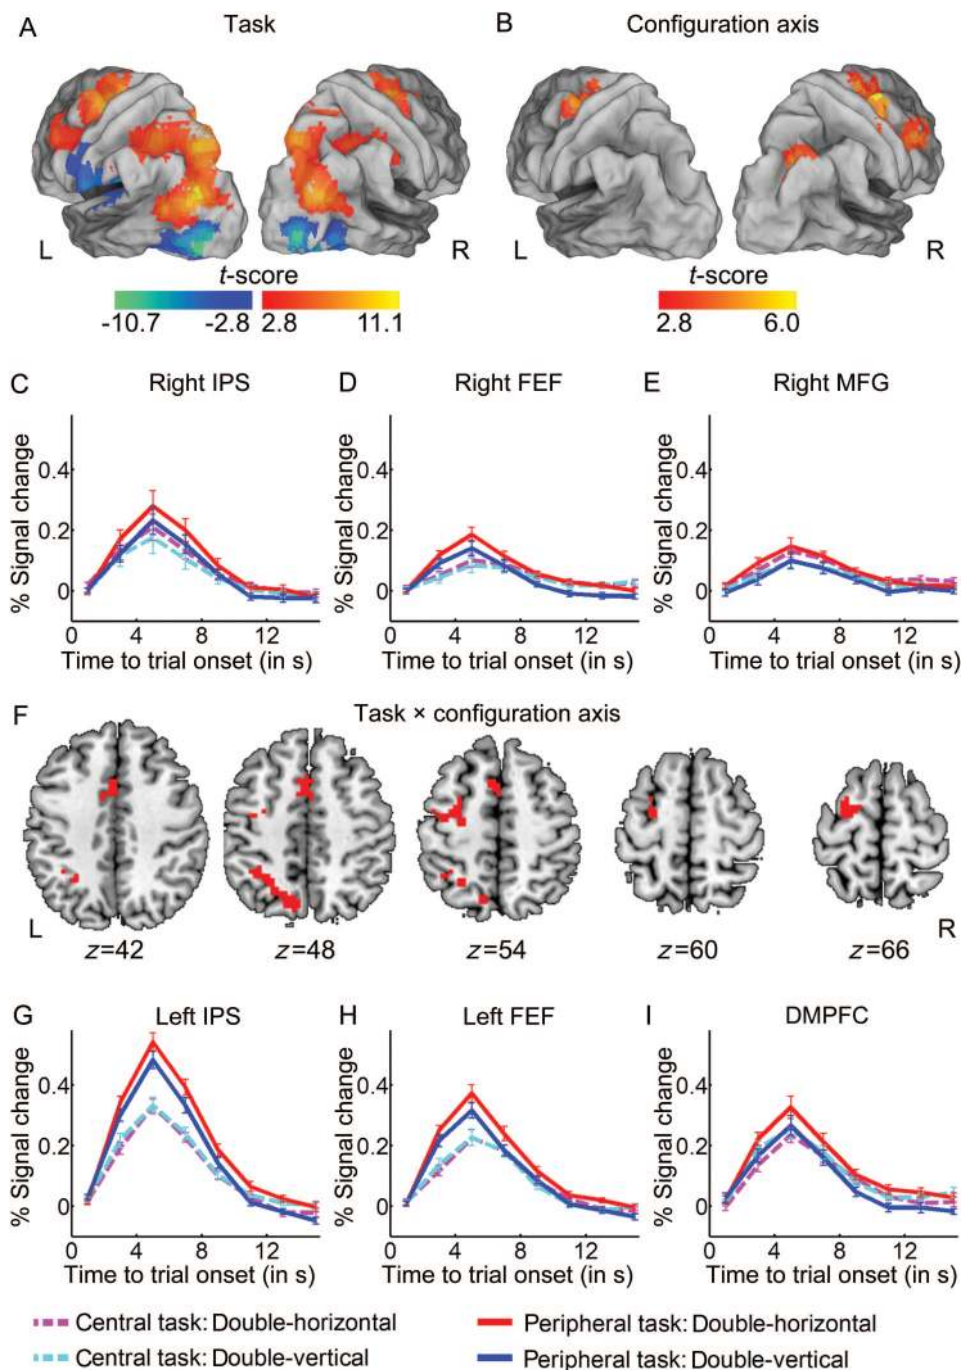 A Task B Configuration axis
L R L R
t-score t-score
-10.7 -2.8 2.8 11.1 2.8 6.0
C Right IPS D Right FEF E Right MFG
% Signal change % Signal change % Signal change
0.4 0.4 0.4
0.2 0.2 0.2
0 0 0
0 4 8 12 0 4 8 12 0 4 8 12
Time to trial onset (in s) Time to trial onset (in s) Time to trial onset (in s)
F Task × configuration axis
L R
z=42 z=48 z=54 z=60 z=66
G Left IPS H Left FEF I DMPFC
% Signal change % Signal change % Signal change
0.4 0.4 0.4
0.2 0.2 0.2
0 0 0
0 4 8 12 0 4 8 12 0 4 8 12
Time to trial onset (in s) Time to trial onset (in s) Time to trial onset (in s)
Central task: Double-horizontal Peripheral task: Double-horizontal
Central task: Double-vertical Peripheral task: Double-vertical